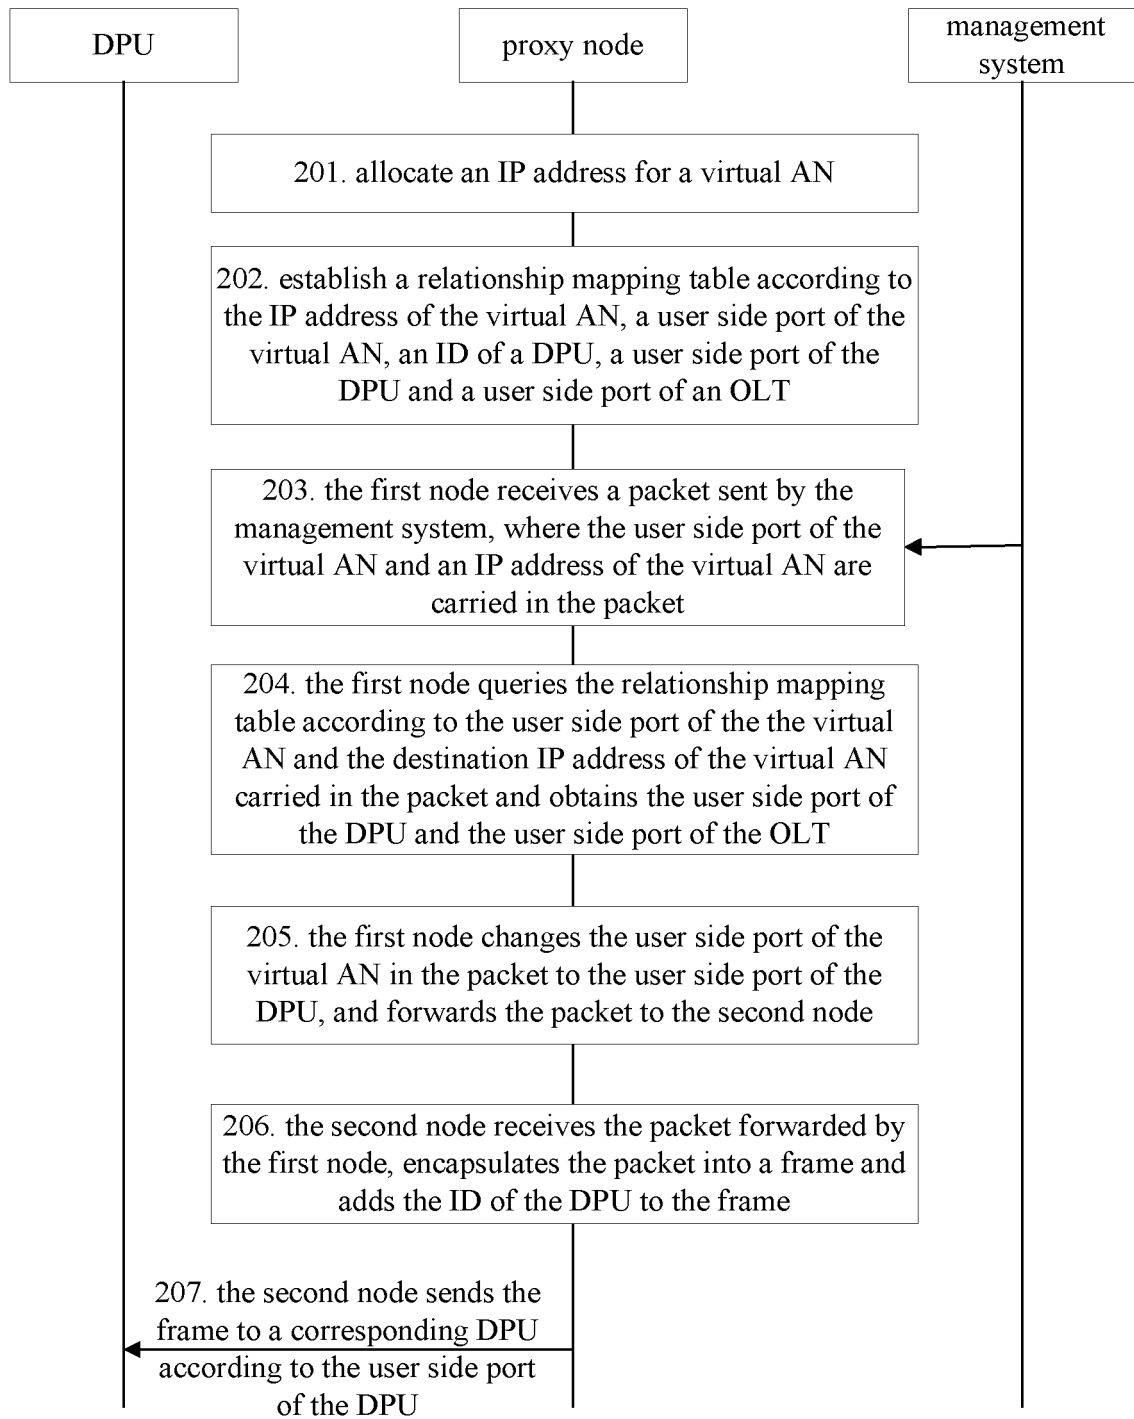 DPU
proxy node
management
system
201. allocate an IP address for a virtual AN
202. establish a relationship mapping table according to
the IP address of the virtual AN, a user side port of the
virtual AN, an ID of a DPU, a user side port of the
DPU and a user side port of an OLT
203. the first node receives a packet sent by the
management system, where the user side port of the
virtual AN and an IP address of the virtual AN are
carried in the packet
204. the first node queries the relationship mapping
table according to the user side port of the the virtual
AN and the destination IP address of the virtual AN
carried in the packet and obtains the user side port of
the DPU and the user side port of the OLT
205. the first node changes the user side port of the
virtual AN in the packet to the user side port of the
DPU, and forwards the packet to the second node
206. the second node receives the packet forwarded by
the first node, encapsulates the packet into a frame and
adds the ID of the DPU to the frame
207. the second node sends the
frame to a corresponding DPU
according to the user side port
of the DPU